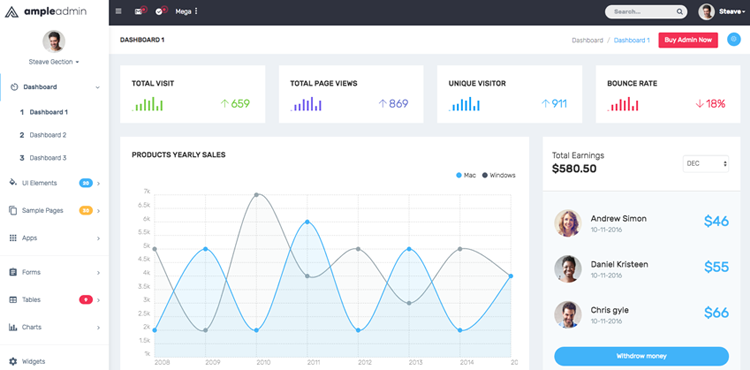 ampleadmin
Mega
Search...
Steave
Steave Gection
DASHBOARD 1
Dashboard / Dashboard 1
Buy Admin Now
Dashboard
1 Dashboard 1
2 Dashboard 2
3 Dashboard 3
UI Elements
Sample Pages
Apps
Forms
Tables 9
Charts
Widgets
TOTAL VISIT
659
TOTAL PAGE VIEWS
869
UNIQUE VISITOR
911
BOUNCE RATE
18%
PRODUCTS YEARLY SALES
Mac Windows
7k
6.5k
6k
5.5k
5k
4.5k
4k
3.5k
3k
2.5k
2k
1.5k
1k
2008 2009 2010 2011 2012 2013 2014 20
Total Earnings
$580.50
DEC
Andrew Simon
10-11-2016
$46
Daniel Kristeen
10-11-2016
$55
Chris gyle
10-11-2016
$66
Withdrow money